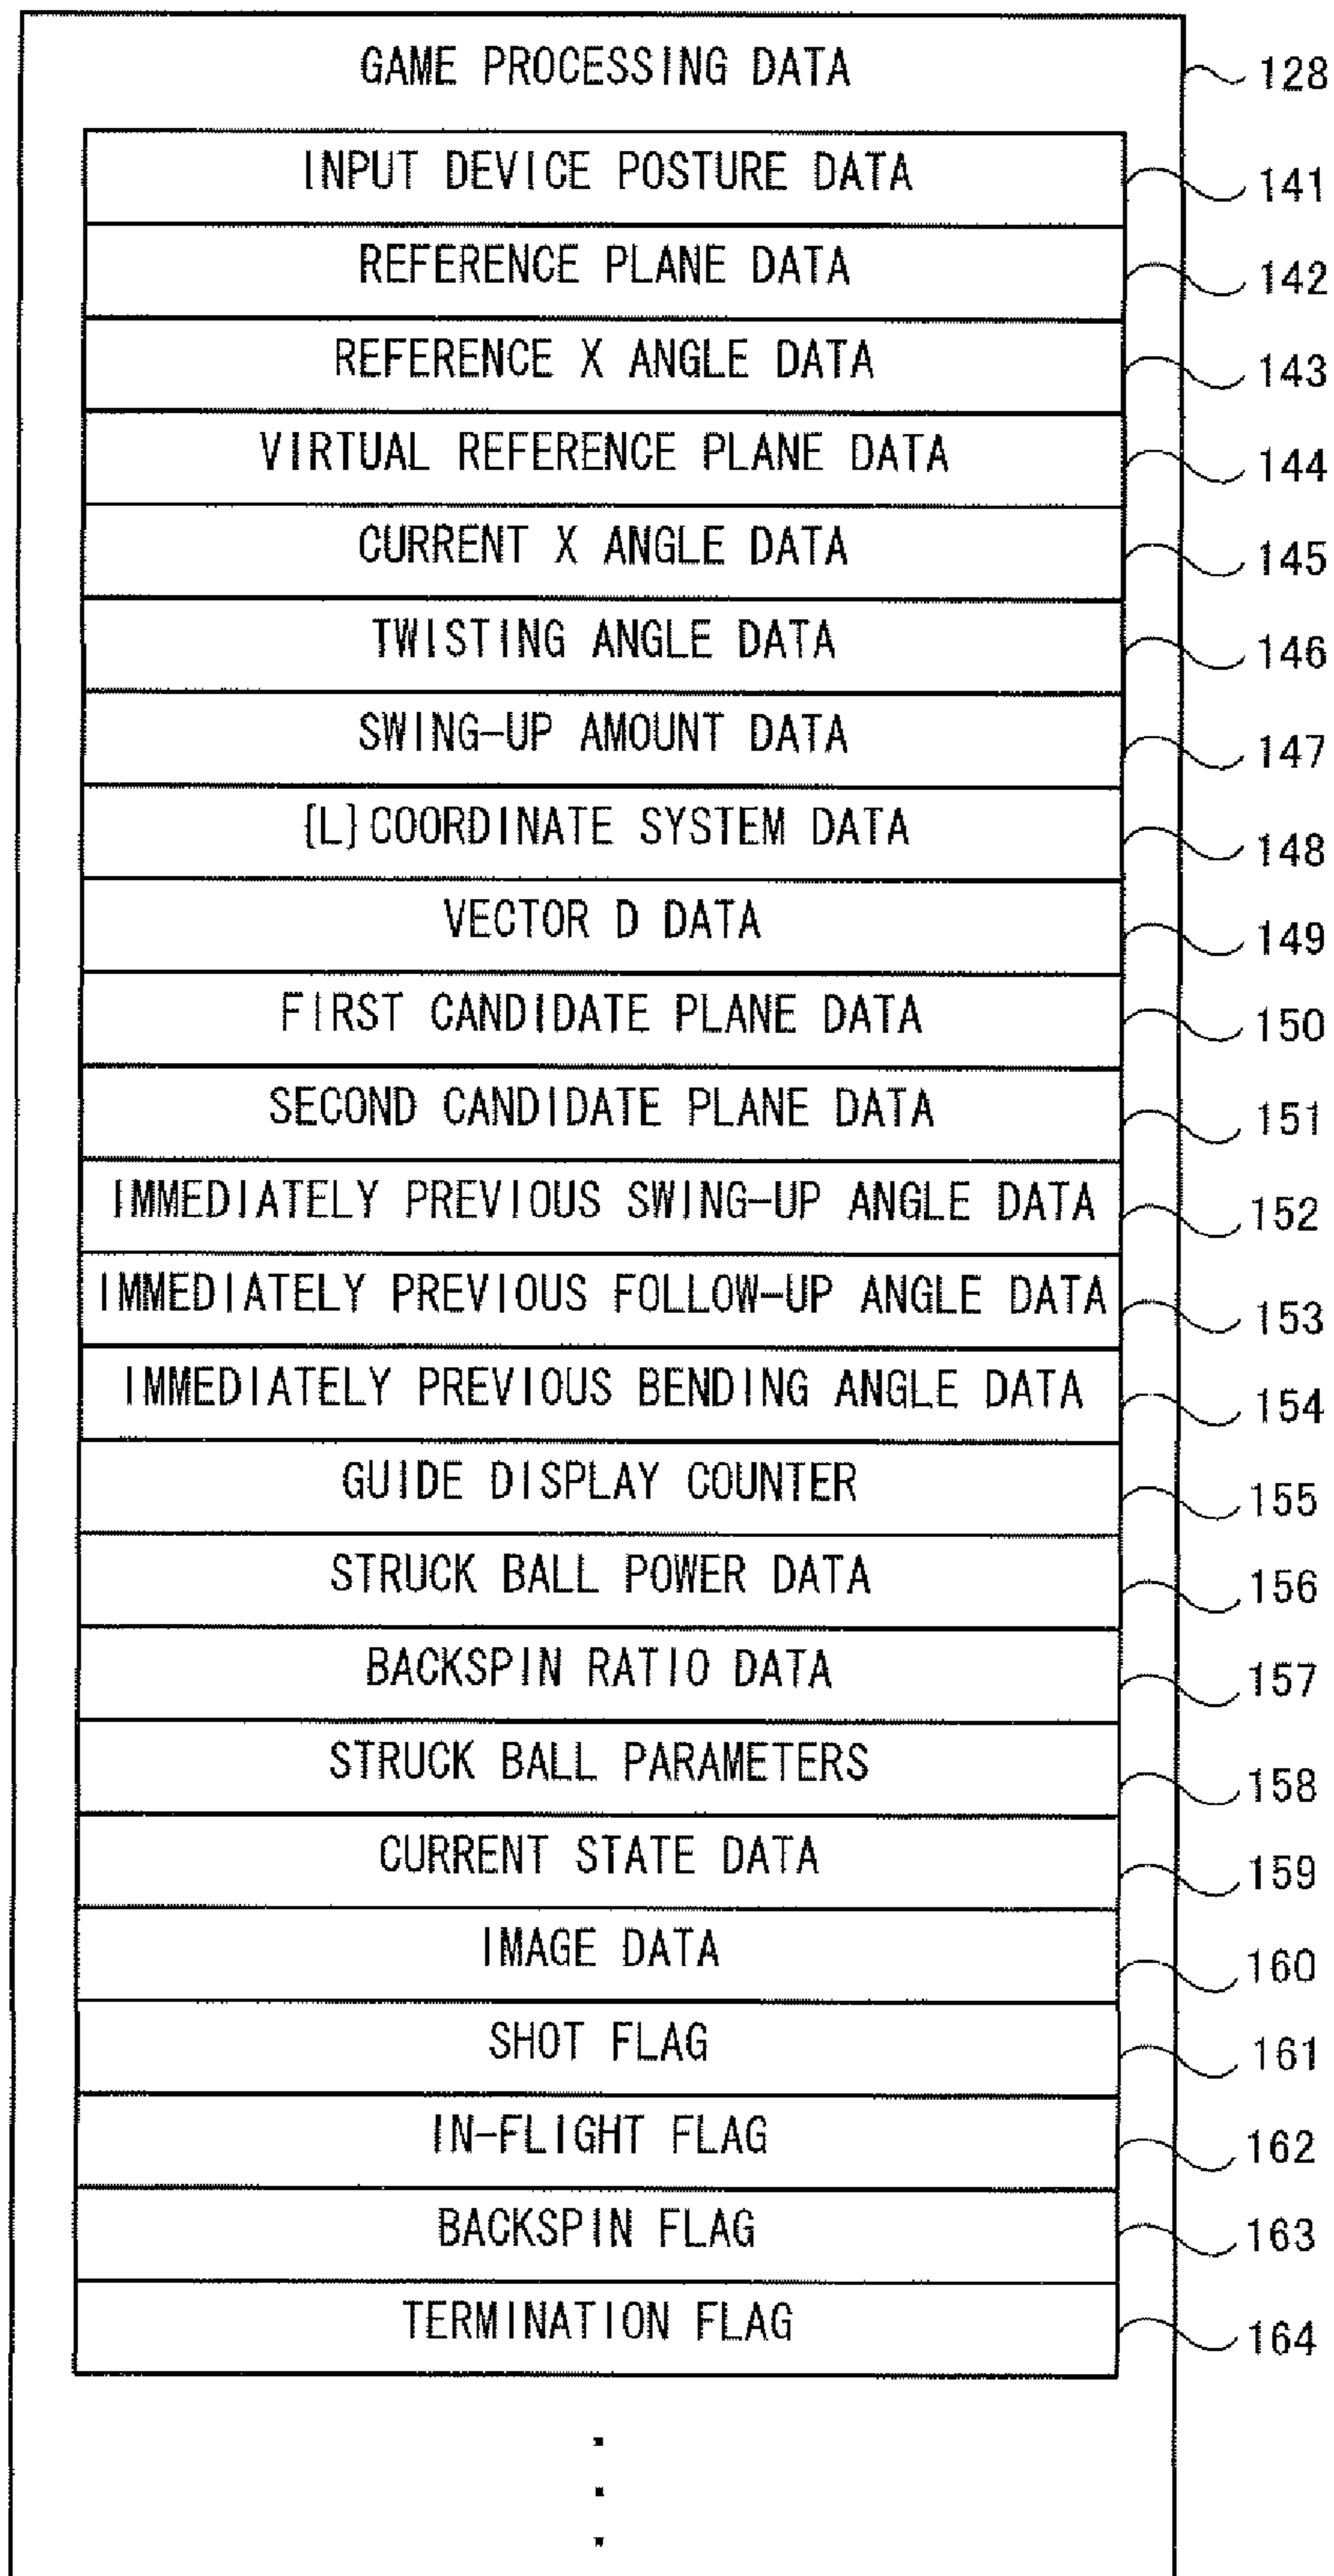 GAME PROCESSING DATA 128
INPUT DEVICE POSTURE DATA 141
REFERENCE PLANE DATA 142
REFERENCE X ANGLE DATA 143
VIRTUAL REFERENCE PLANE DATA 144
CURRENT X ANGLE DATA 145
TWISTING ANGLE DATA 146
SWING-UP AMOUNT DATA 147
{L}COORDINATE SYSTEM DATA 148
VECTOR D DATA 149
FIRST CANDIDATE PLANE DATA 150
SECOND CANDIDATE PLANE DATA 151
IMMEDIATELY PREVIOUS SWING-UP ANGLE DATA 152
IMMEDIATELY PREVIOUS FOLLOW-UP ANGLE DATA 153
IMMEDIATELY PREVIOUS BENDING ANGLE DATA 154
GUIDE DISPLAY COUNTER 155
STRUCK BALL POWER DATA 156
BACKSPIN RATIO DATA 157
STRUCK BALL PARAMETERS 158
CURRENT STATE DATA 159
IMAGE DATA 160
SHOT FLAG 161
IN-FLIGHT FLAG 162
BACKSPIN FLAG 163
TERMINATION FLAG 164